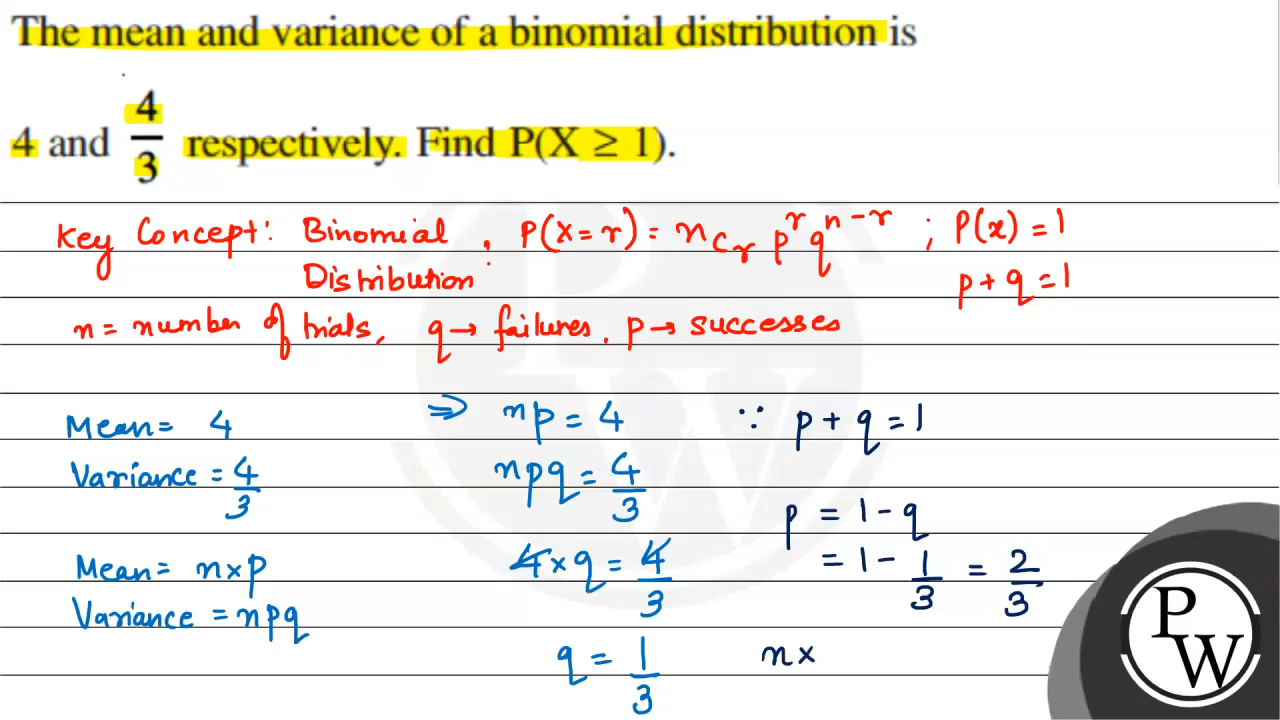 The mean and variance of a binomial distribution is
4 and 4/3 respectively. Find P(X ≥ 1).
Key Concept: Binomial Distribution, P(X=r) = nCr p^r q^n-r ; P(x) = 1
p + q = 1
n = number of trials, q → failures, p → successes
Mean = 4
Variance = 4/3
Mean = n×p
Variance = npq
⇒ np = 4
npq = 4/3
4×q = 4/3
q = 1/3
∵ p + q = 1
p = 1 - q
= 1 - 1/3 = 2/3
n×
PW
PW